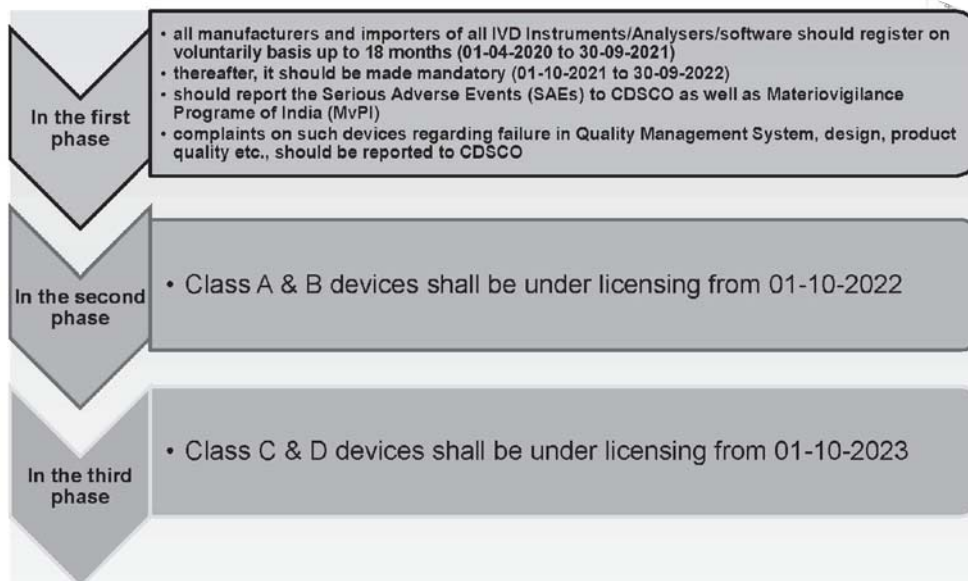 In the first
phase
• all manufacturers and importers of all IVD Instruments/Analysers/software should register on
voluntarily basis up to 18 months (01-04-2020 to 30-09-2021)
• thereafter, it should be made mandatory (01-10-2021 to 30-09-2022)
• should report the Serious Adverse Events (SAEs) to CDSCO as well as Materiovigilance
Programe of India (MvPI)
• complaints on such devices regarding failure in Quality Management System, design, product
quality etc., should be reported to CDSCO
In the second
phase
• Class A & B devices shall be under licensing from 01-10-2022
In the third
phase
• Class C & D devices shall be under licensing from 01-10-2023